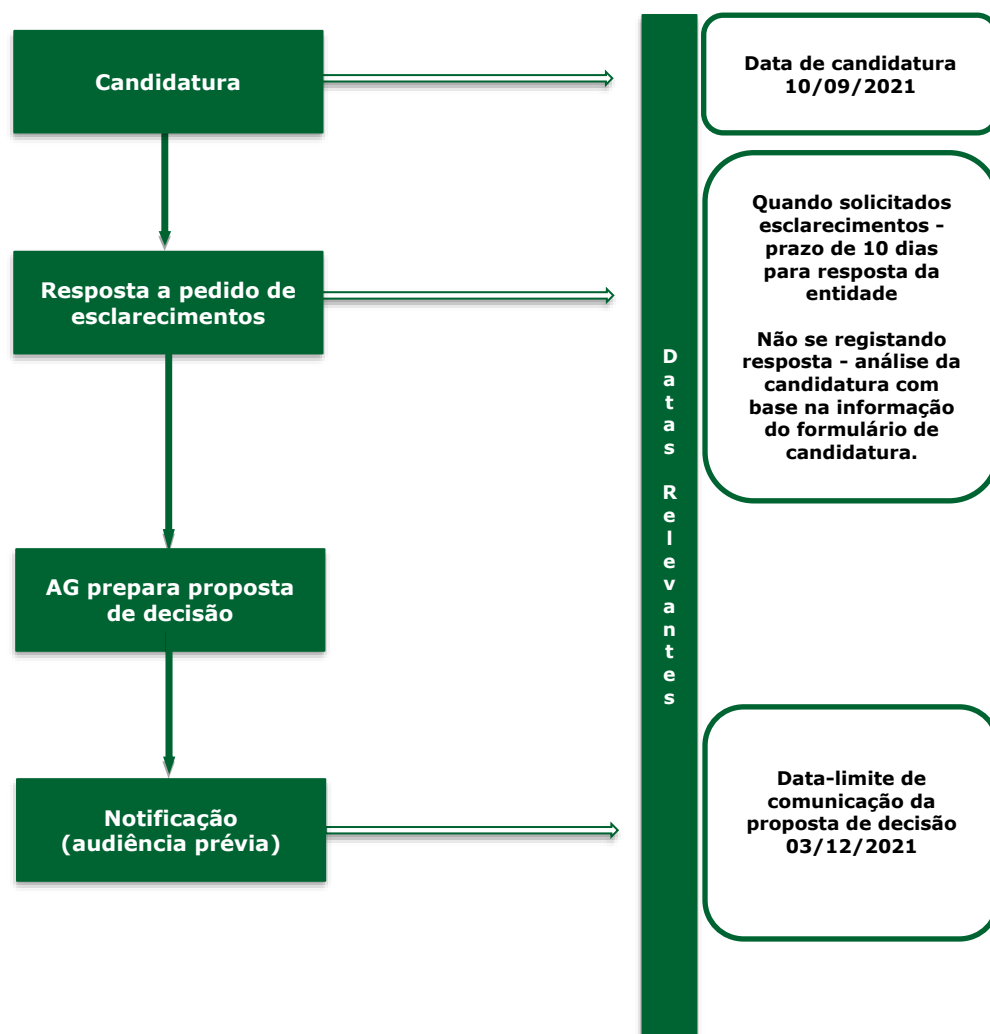 Candidatura
Data de candidatura
10/09/2021
Resposta a pedido de
esclarecimentos
Quando solicitados
esclarecimentos -
prazo de 10 dias
para resposta da
entidade
Não se registando
resposta - análise da
candidatura com
base na informação
do formulário de
candidatura.
Datas Relevantes
AG prepara proposta
de decisão
Notificação
(audiência prévia)
Data-limite de
comunicação da
proposta de decisão
03/12/2021